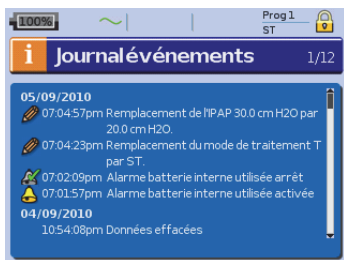 100%
Prog 1
ST
i Journal événements 1/12
05/09/2010
07:04:57pm Remplacement de l'IPAP 30.0 cm H2O par
20.0 cm H2O.
07:04:23pm Remplacement du mode de traitement T
par ST.
07:02:09pm Alarme batterie interne utilisée arrêt
07:01:57pm Alarme batterie interne utilisée activée
04/09/2010
10:54:08pm Données effacées